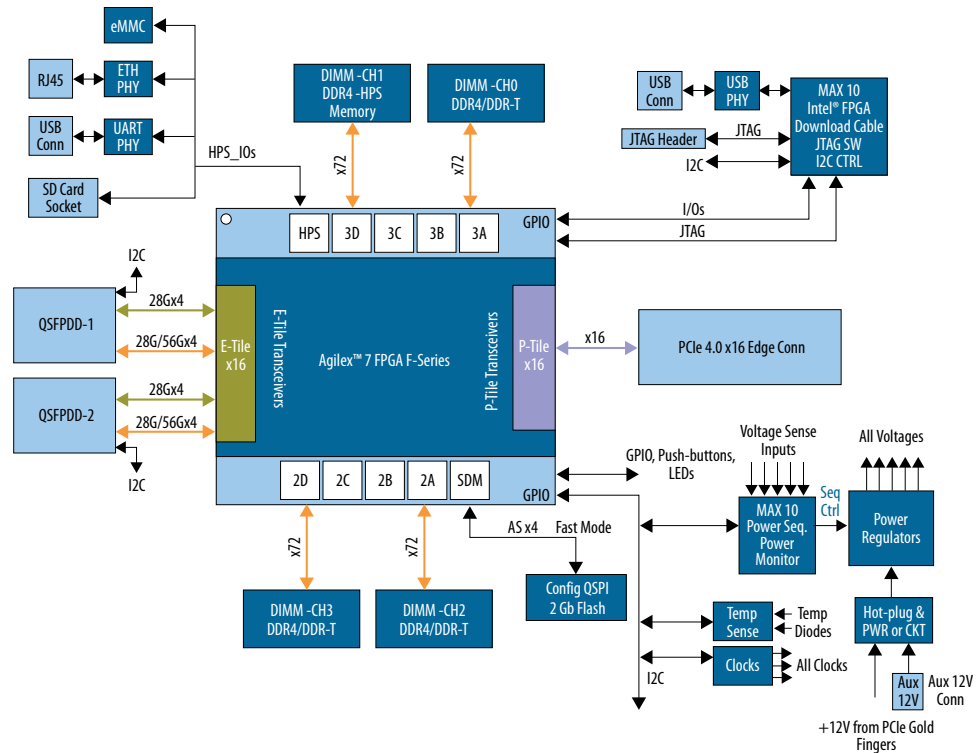 eMMC
RJ45
ETH
PHY
USB
Conn
UART
PHY
SD Card
Socket
HPS_IOs
DIMM -CH1
DDR4 -HPS
Memory
DIMM -CH0
DDR4/DDR-T
x72
x72
USB
Conn
USB
PHY
JTAG Header
JTAG
I2C
MAX 10
Intel® FPGA
Download Cable
JTAG SW
I2C CTRL
I/Os
JTAG
HPS
3D
3C
3B
3A
GPIO
I2C
QSFPDD-1
28Gx4
28G/56Gx4
QSFPDD-2
28Gx4
28G/56Gx4
I2C
E-Tile
x16
E-Tile Transceivers
Agilex™ 7 FPGA F-Series
P-Tile Transceivers
P-Tile
x16
x16
PCIe 4.0 x16 Edge Conn
2D
2C
2B
2A
SDM
GPIO
GPIO, Push-buttons,
LEDs
x72
x72
AS x4
Fast Mode
DIMM -CH3
DDR4/DDR-T
DIMM -CH2
DDR4/DDR-T
Config QSPI
2 Gb Flash
Voltage Sense
Inputs
All Voltages
MAX 10
Power Seq.
Power
Monitor
Seq
Ctrl
Power
Regulators
Temp
Sense
Temp
Diodes
Clocks
All Clocks
I2C
Hot-plug &
PWR or CKT
Aux
12V
Aux 12V
Conn
+12V from PCIe Gold
Fingers